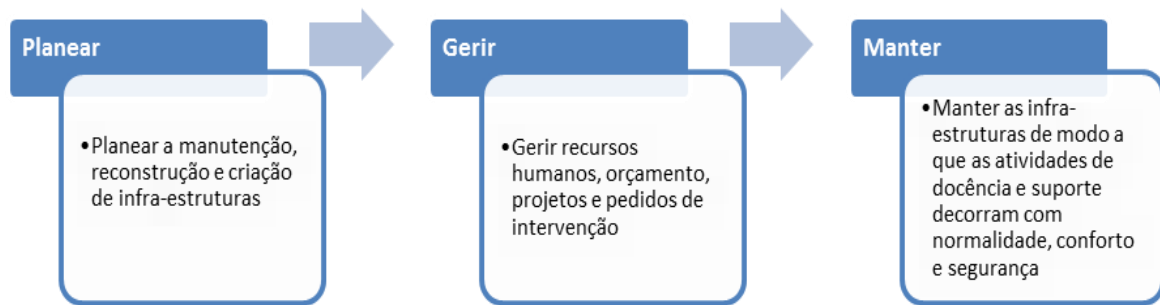 Planear
•Planear a manutenção,
reconstrução e criação
de infra-estruturas
Gerir
•Gerir recursos
humanos, orçamento,
projetos e pedidos de
intervenção
Manter
•Manter as infra-
estruturas de modo a
que as atividades de
docência e suporte
decorram com
normalidade, conforto
e segurança